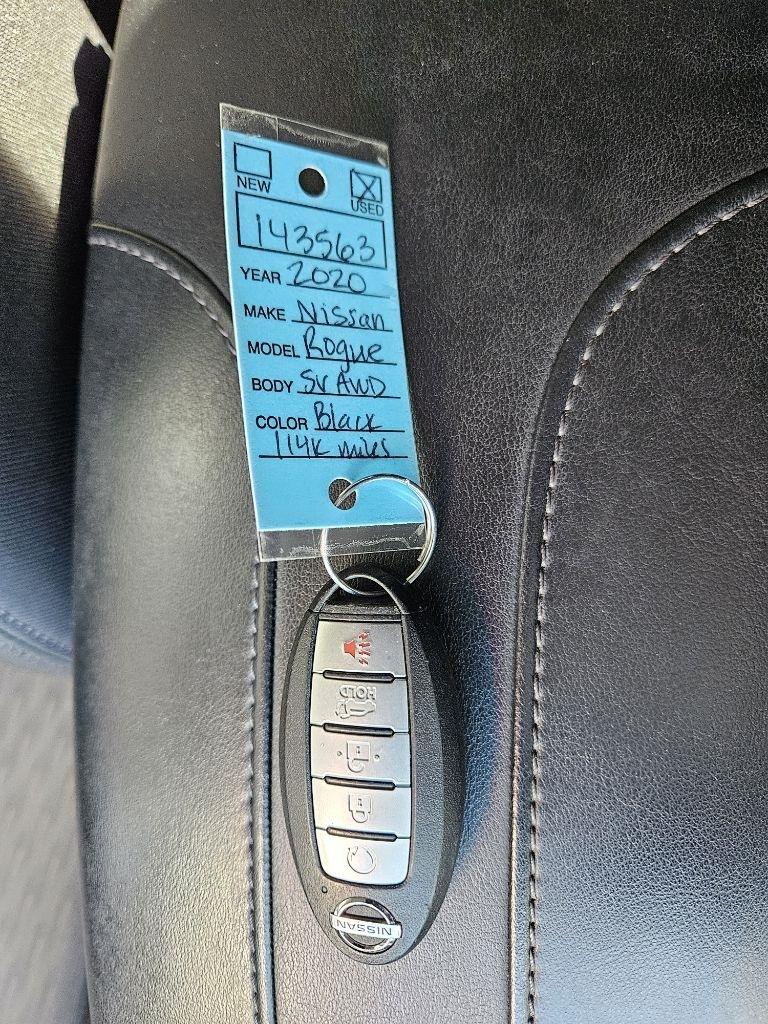 NEW USED
143563
YEAR 2020
MAKE Nissan
MODEL Rogue
BODY SV AWD
COLOR Black
114K miles
HOLD
NISSAN